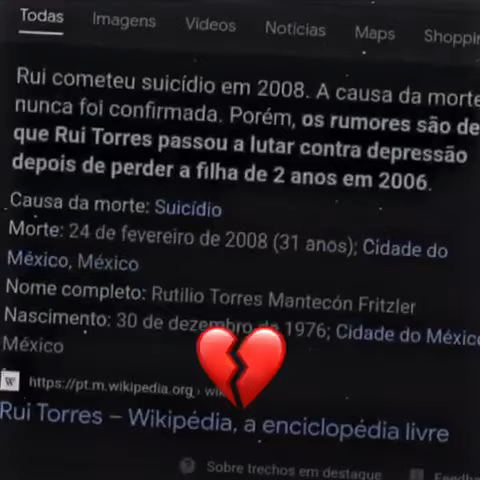 Todas Imagens Videos Notícias Maps Shoppin
Rui cometeu suicídio em 2008. A causa da morte
nunca foi confirmada. Porém, os rumores são de
que Rui Torres passou a lutar contra depressão
depois de perder a filha de 2 anos em 2006.
Causa da morte: Suicídio
Morte: 24 de fevereiro de 2008 (31 anos); Cidade do
México, México
Nome completo: Rutilio Torres Mantecón Fritzler
Nascimento: 30 de dezembro de 1976; Cidade do México
México
W https://pt.m.wikipedia.org › wik
Rui Torres – Wikipédia, a enciclopédia livre
Sobre trechos em destaque Feedba